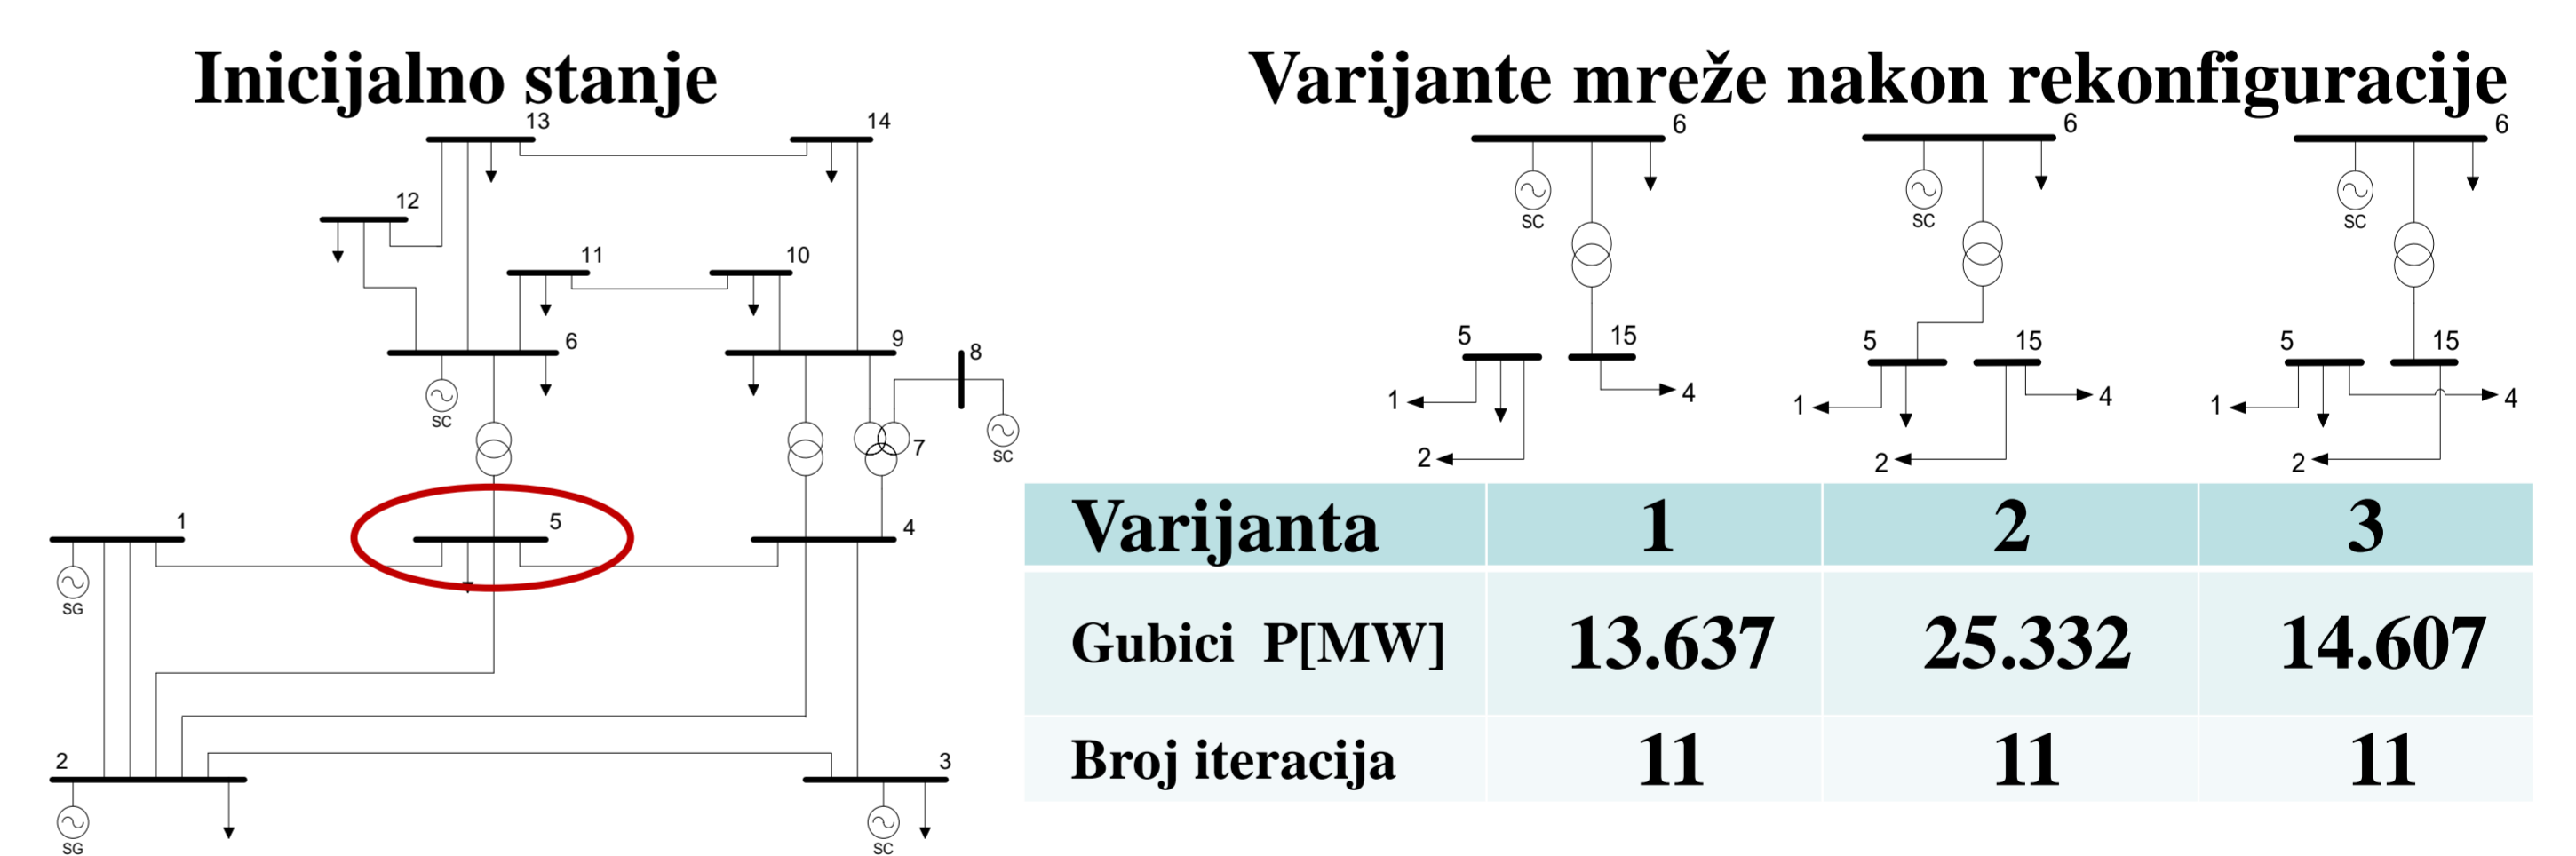 Inicijalno stanje
13
14
12
11
10
6
9
8
SC
7
SC
1
5
4
SG
2
3
SG
SC
Varijante mreže nakon rekonfiguracije
6
6
6
SC
SC
SC
5
15
5
15
5
15
1
4
1
4
1
4
2
2
2
Varijanta 1 2 3
Gubici P[MW] 13.637 25.332 14.607
Broj iteracija 11 11 11